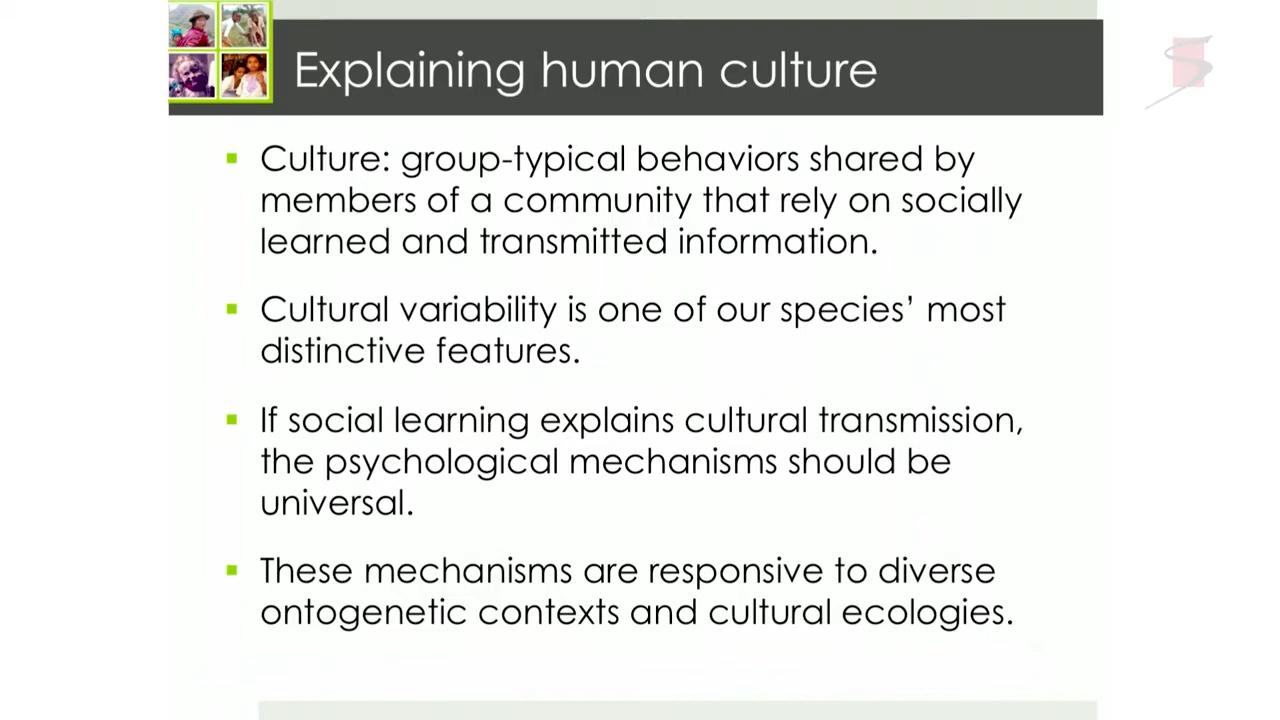 Explaining human culture
Culture: group-typical behaviors shared by
members of a community that rely on socially
learned and transmitted information.
Cultural variability is one of our species’ most
distinctive features.
If social learning explains cultural transmission,
the psychological mechanisms should be
universal.
These mechanisms are responsive to diverse
ontogenetic contexts and cultural ecologies.